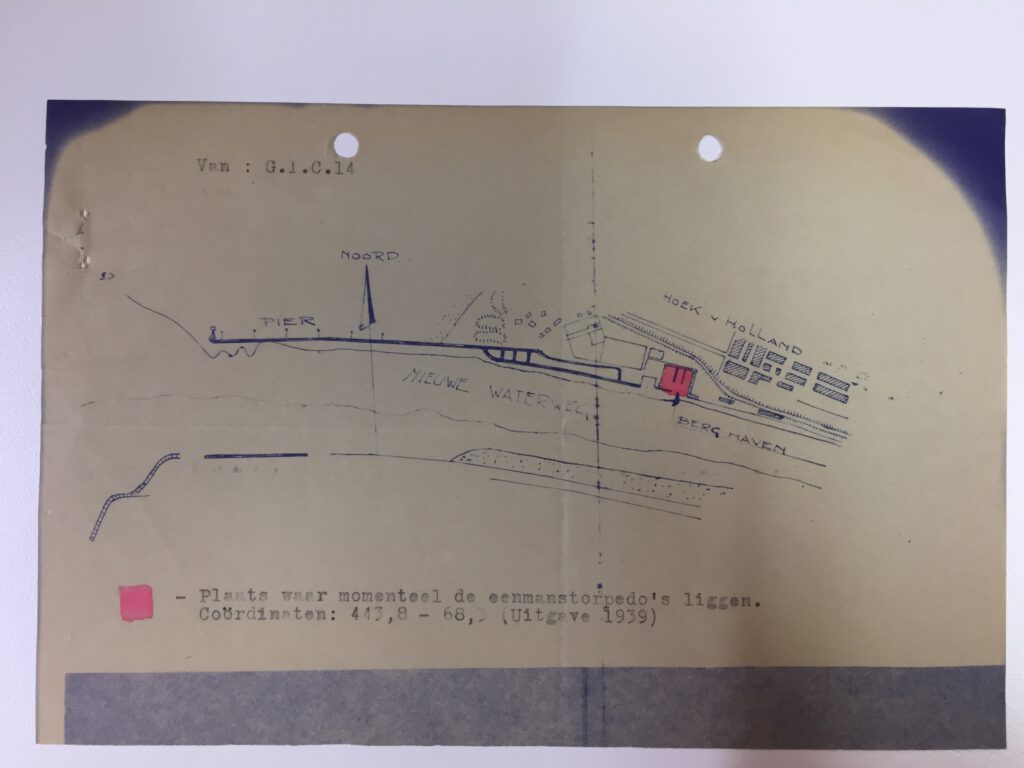 Van : G.I.C.14
NOORD
PIER
HOEK v HOLLAND
NIEUWE WATERWEG
BERG HAVEN
- Plaats waar momenteel de eenmanstorpedo's liggen.
Coördinaten: 443,8 - 68,3 (Uitgave 1939)